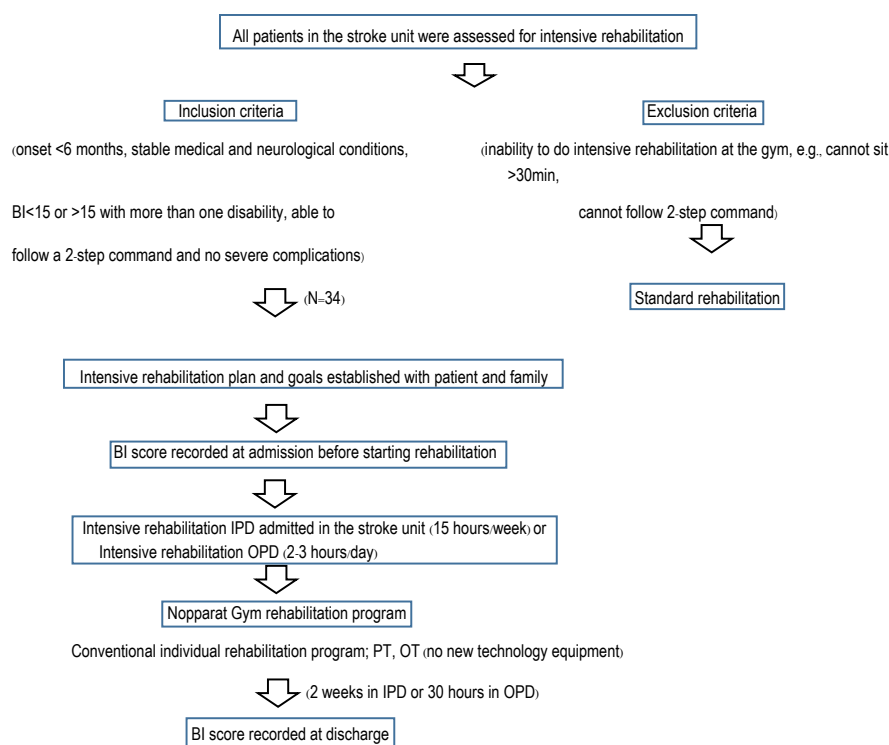 All patients in the stroke unit were assessed for intensive rehabilitation
Inclusion criteria
(onset <6 months, stable medical and neurological conditions,
BI<15 or >15 with more than one disability, able to
follow a 2-step command and no severe complications)
(N=34)
Exclusion criteria
(inability to do intensive rehabilitation at the gym, e.g., cannot sit
>30min,
cannot follow 2-step command)
Standard rehabilitation
Intensive rehabilitation plan and goals established with patient and family
BI score recorded at admission before starting rehabilitation
Intensive rehabilitation IPD admitted in the stroke unit (15 hours/week) or
Intensive rehabilitation OPD (2-3 hours/day)
Nopparat Gym rehabilitation program
Conventional individual rehabilitation program; PT, OT (no new technology equipment)
(2 weeks in IPD or 30 hours in OPD)
BI score recorded at discharge